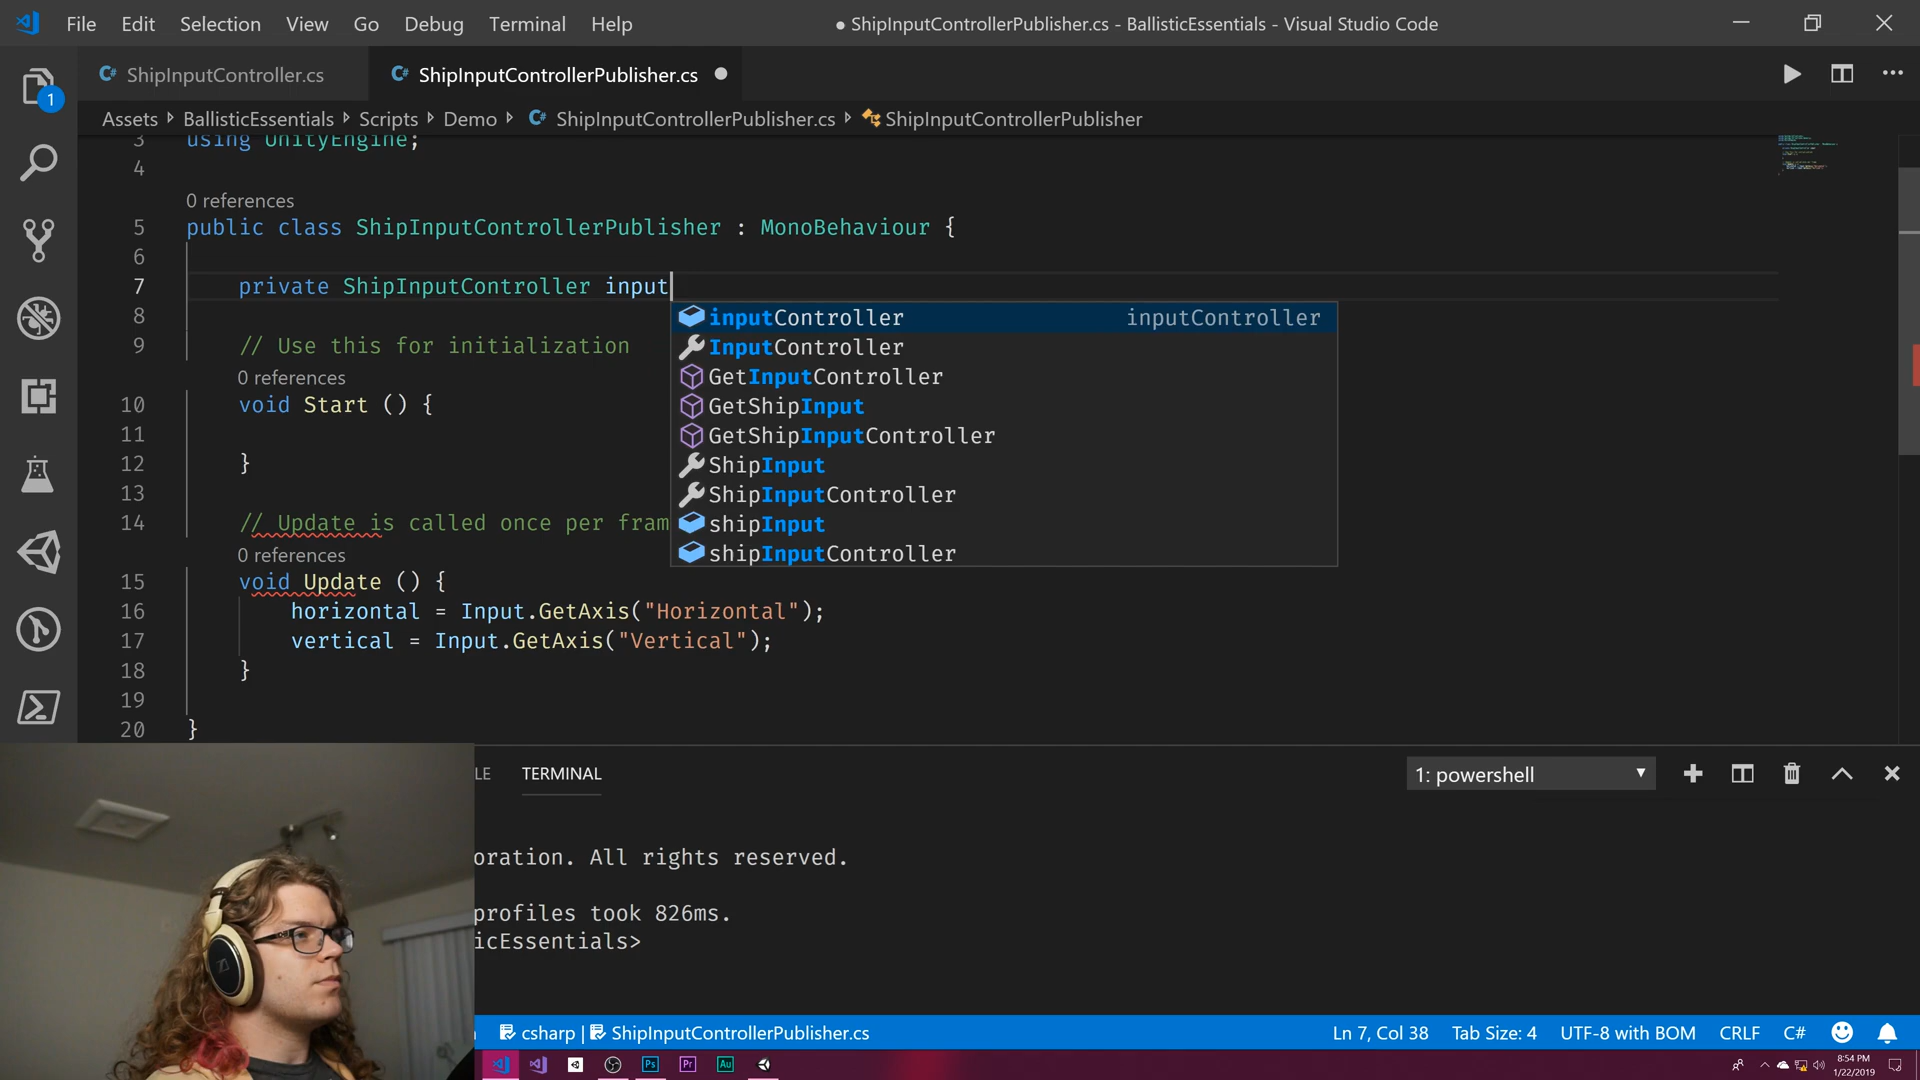 File Edit Selection View Go Debug Terminal Help ● ShipInputControllerPublisher.cs - BallisticEssentials - Visual Studio Code
ShipInputController.cs ShipInputControllerPublisher.cs
1
Assets BallisticEssentials Scripts Demo ShipInputControllerPublisher.cs ShipInputControllerPublisher
3 using UnityEngine;
4
0 references
5 public class ShipInputControllerPublisher : MonoBehaviour {
6
7 private ShipInputController input
inputController inputController
8
InputController
9 // Use this for initialization
0 references
GetInputController
10 void Start () {
GetShipInput
11
GetShipInputController
12 }
ShipInput
13
ShipInputController
14 // Update is called once per fram
shipInput
0 references
shipInputController
15 void Update () {
16 horizontal = Input.GetAxis("Horizontal");
17 vertical = Input.GetAxis("Vertical");
18 }
19
20 }
LE TERMINAL 1: powershell
oration. All rights reserved.
profiles took 826ms.
icEssentials>
csharp | ShipInputControllerPublisher.cs Ln 7, Col 38 Tab Size: 4 UTF-8 with BOM CRLF C#
Ps Pr Au
8:54 PM
1/22/2019